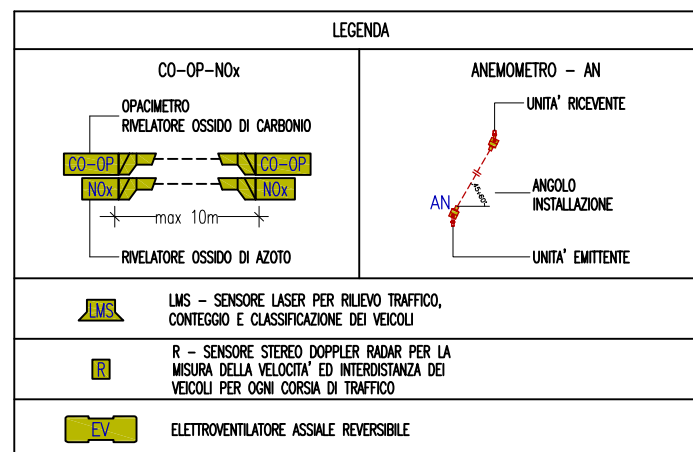 LEGENDA
CO-OP-NOx
OPACIMETRO
RIVELATORE OSSIDO DI CARBONIO
CO-OP
CO-OP
NOx
NOx
max 10m
RIVELATORE OSSIDO DI AZOTO
ANEMOMETRO - AN
UNITA' RICEVENTE
AN
45÷60°
ANGOLO
INSTALLAZIONE
UNITA' EMITTENTE
LMS
LMS - SENSORE LASER PER RILIEVO TRAFFICO,
CONTEGGIO E CLASSIFICAZIONE DEI VEICOLI
R
R - SENSORE STEREO DOPPLER RADAR PER LA
MISURA DELLA VELOCITA' ED INTERDISTANZA DEI
VEICOLI PER OGNI CORSIA DI TRAFFICO
EV
ELETTROVENTILATORE ASSIALE REVERSIBILE